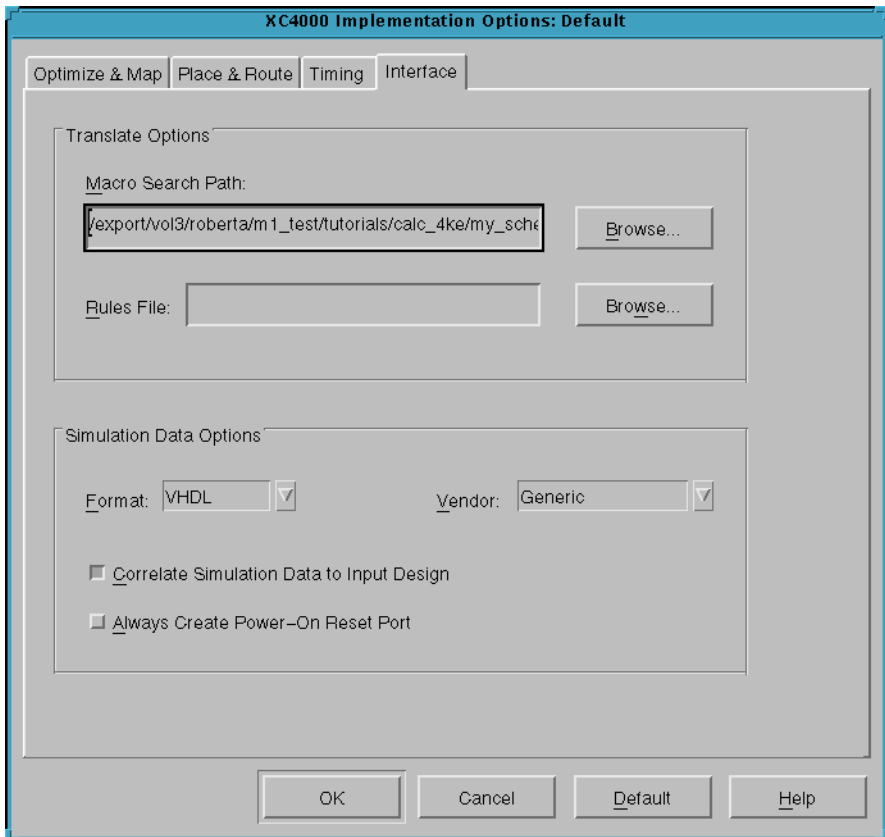 XC4000 Implementation Options: Default
Optimize & Map Place & Route Timing Interface
Translate Options
Macro Search Path:
/export/vol3/roberta/m1_test/tutorials/calc_4ke/my_sche
Browse...
Rules File:
Browse...
Simulation Data Options
Format: VHDL Vendor: Generic
Correlate Simulation Data to Input Design
Always Create Power-On Reset Port
OK Cancel Default Help